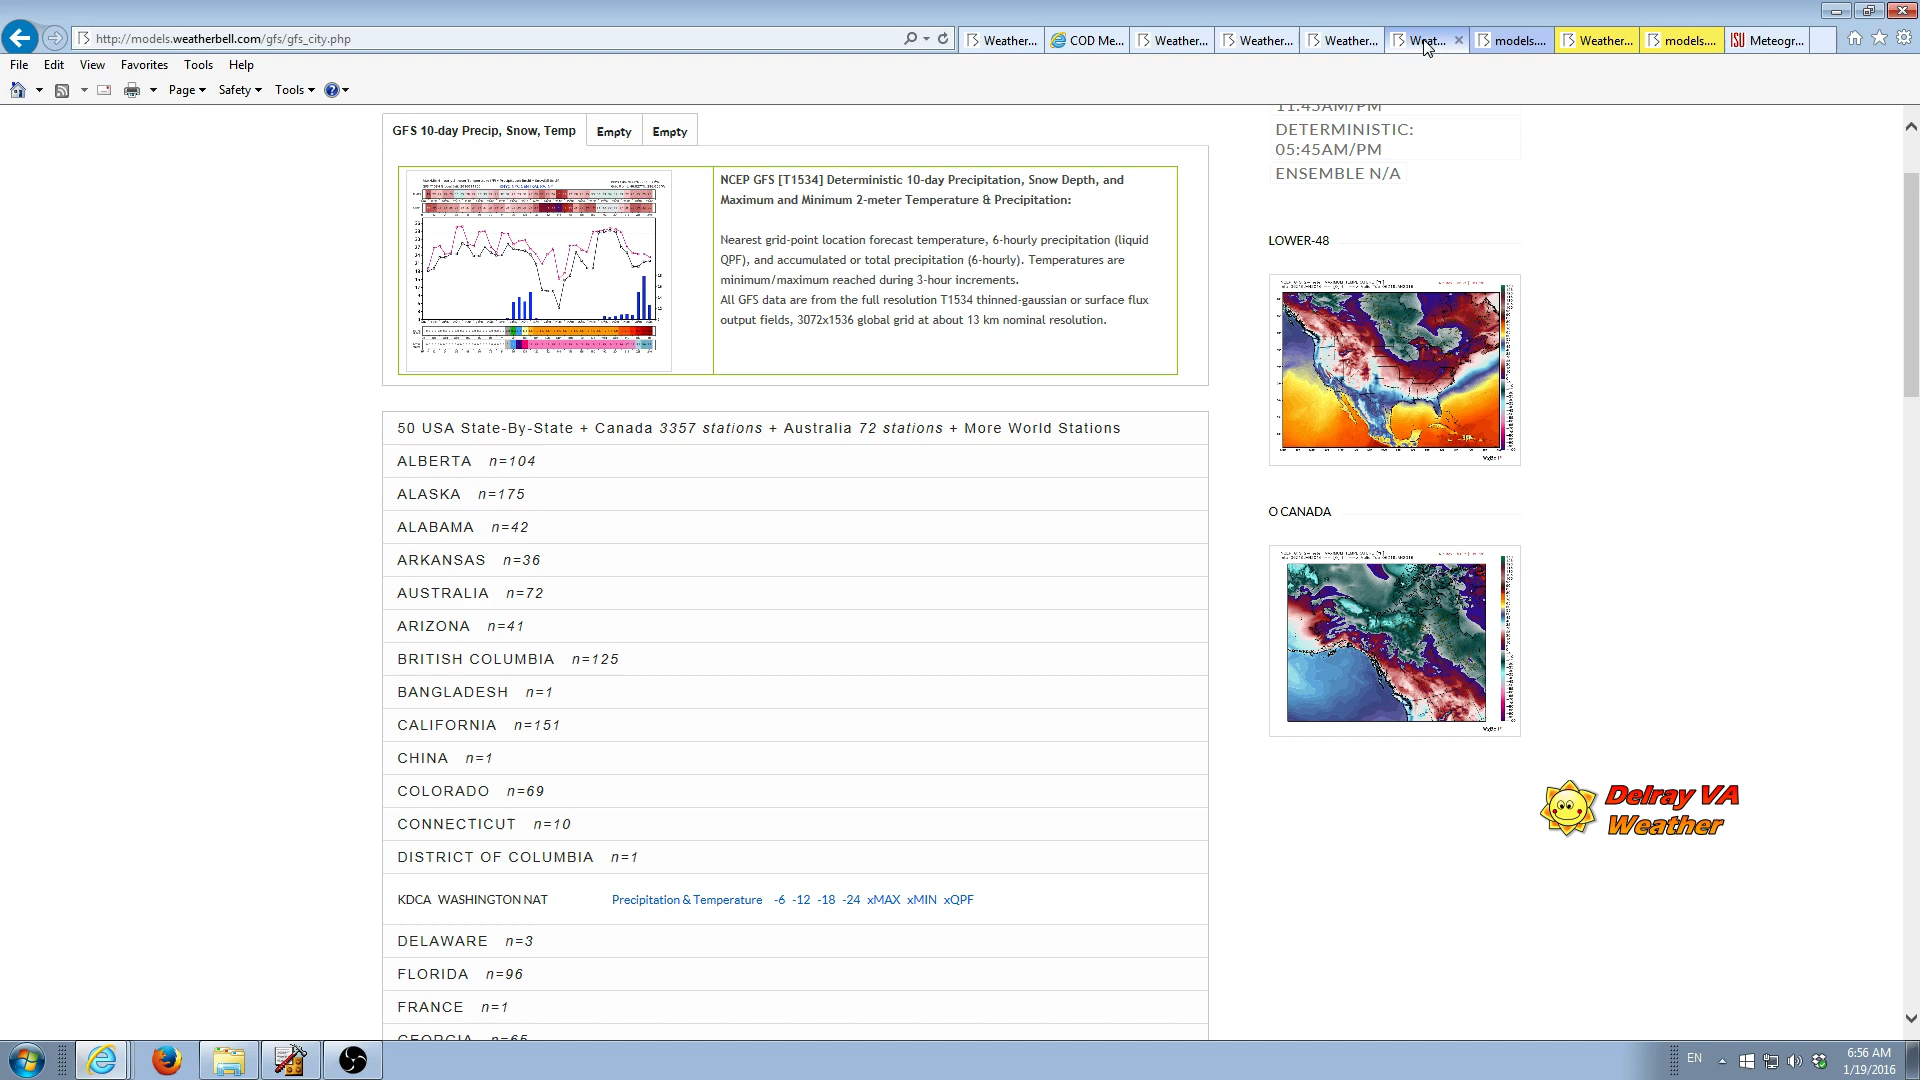 http://models.weatherbell.com/gfs/gfs_city.php
Weather...
COD Me...
Weather...
Weather...
Weather...
Weat...
models....
Weather...
models....
Meteogr...
File Edit View Favorites Tools Help
Page Safety Tools
GFS 10-day Precip, Snow, Temp
Empty
Empty
NCEP GFS [T1534] Deterministic 10-day Precipitation, Snow Depth, and
Maximum and Minimum 2-meter Temperature & Precipitation:
Nearest grid-point location forecast temperature, 6-hourly precipitation (liquid
QPF), and accumulated or total precipitation (6-hourly). Temperatures are
minimum/maximum reached during 3-hour increments.
All GFS data are from the full resolution T1534 thinned-gaussian or surface flux
output fields, 3072x1536 global grid at about 13 km nominal resolution.
50 USA State-By-State + Canada 3357 stations + Australia 72 stations + More World Stations
ALBERTA n=104
ALASKA n=175
ALABAMA n=42
ARKANSAS n=36
AUSTRALIA n=72
ARIZONA n=41
BRITISH COLUMBIA n=125
BANGLADESH n=1
CALIFORNIA n=151
CHINA n=1
COLORADO n=69
CONNECTICUT n=10
DISTRICT OF COLUMBIA n=1
KDCA WASHINGTON NAT Precipitation & Temperature -6 -12 -18 -24 xMAX xMIN xQPF
DELAWARE n=3
FLORIDA n=96
FRANCE n=1
GEORGIA n=65
11:45AM/PM
DETERMINISTIC:
05:45AM/PM
ENSEMBLE N/A
LOWER-48
O CANADA
Delray VA
Weather
EN
6:56 AM
1/19/2016